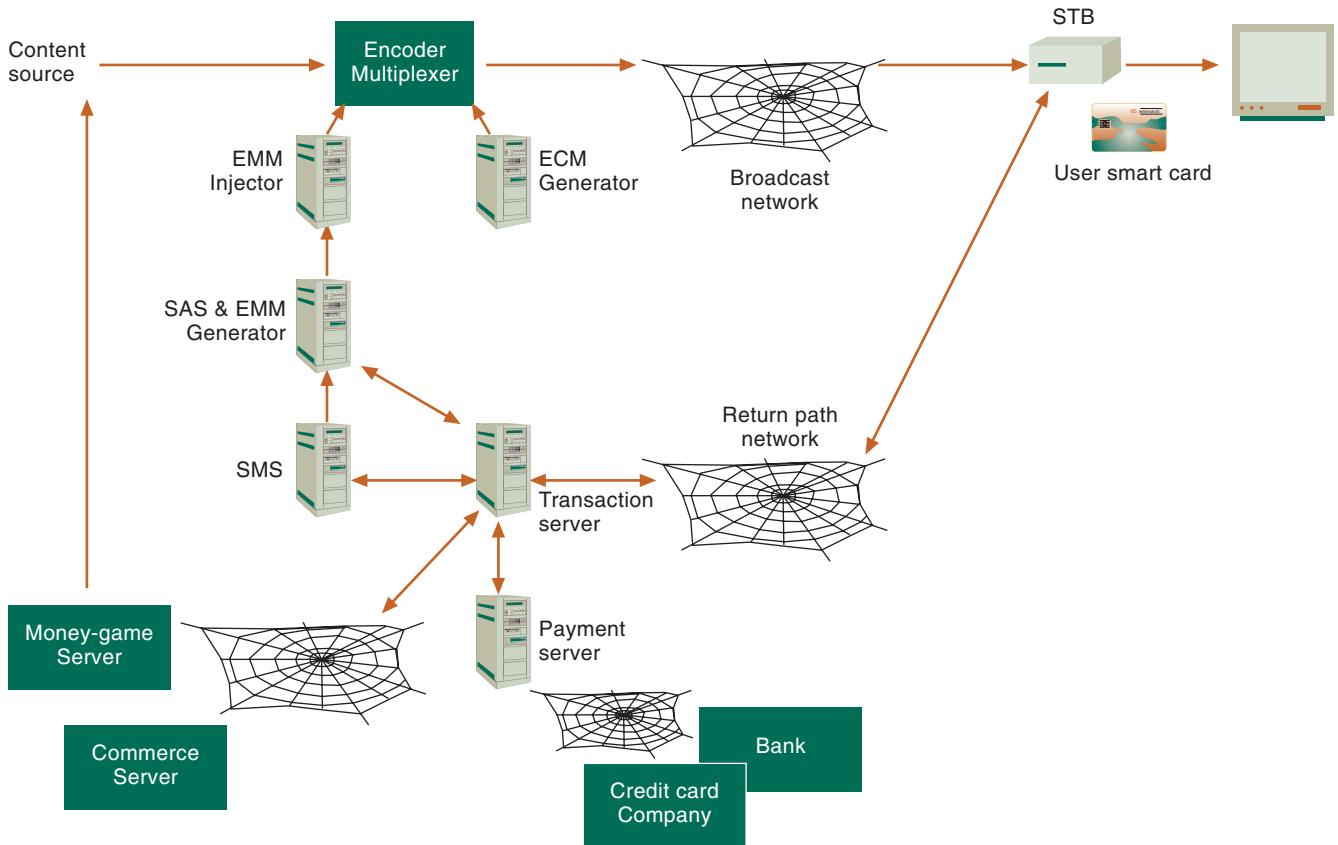 STB
Content
source
Encoder
Multiplexer
EMM
Injector
ECM
Generator
Broadcast
network
User smart card
SAS & EMM
Generator
Return path
network
SMS
Transaction
server
Money-game
Server
Payment
server
Commerce
Server
Bank
Credit card
Company